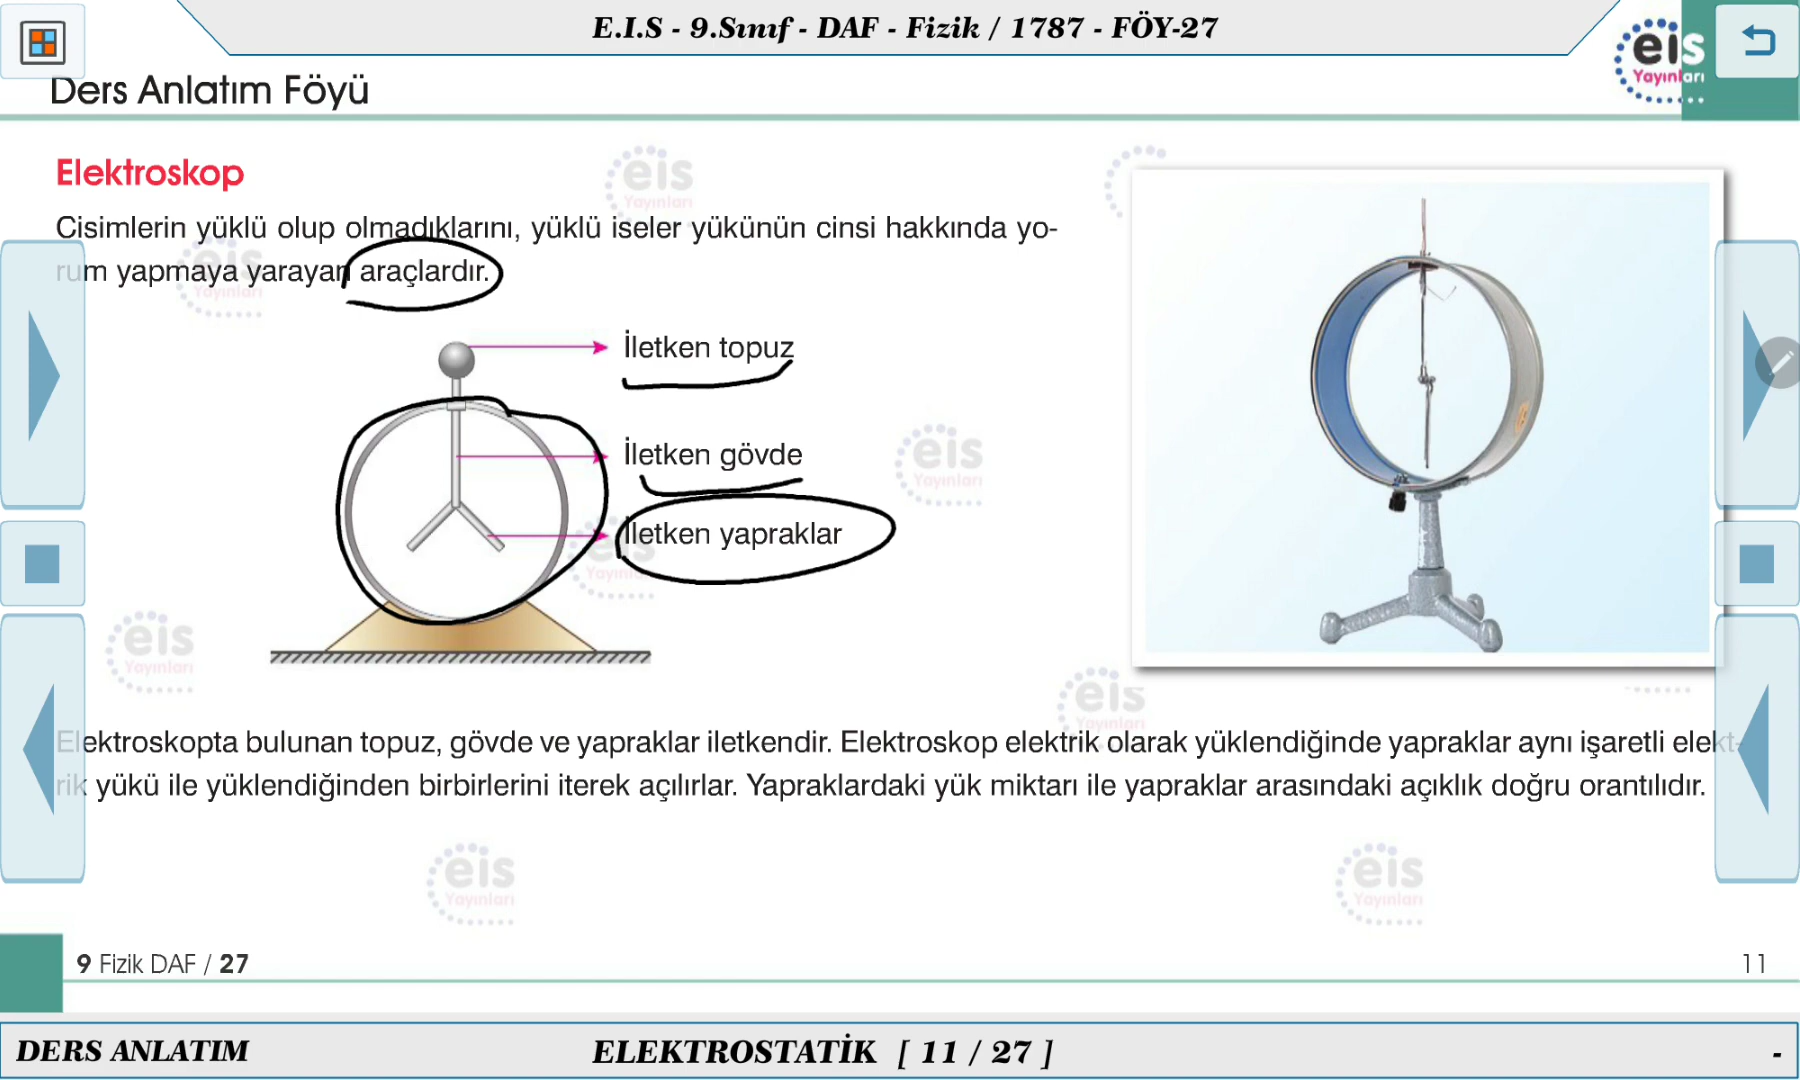 E.I.S - 9.Sınıf - DAF - Fizik / 1787 - FÖY-27
eis
Yayınları
Ders Anlatım Föyü
Elektroskop
Cisimlerin yüklü olup olmadıklarını, yüklü iseler yükünün cinsi hakkında yo-
rum yapmaya yarayan araçlardır.
İletken topuz
İletken gövde
İletken yapraklar
Elektroskopta bulunan topuz, gövde ve yapraklar iletkendir. Elektroskop elektrik olarak yüklendiğinde yapraklar aynı işaretli elekt-
rik yükü ile yüklendiğinden birbirlerini iterek açılırlar. Yapraklardaki yük miktarı ile yapraklar arasındaki açıklık doğru orantılıdır.
9 Fizik DAF / 27
11
DERS ANLATIM
ELEKTROSTATİK [ 11 / 27 ]
-